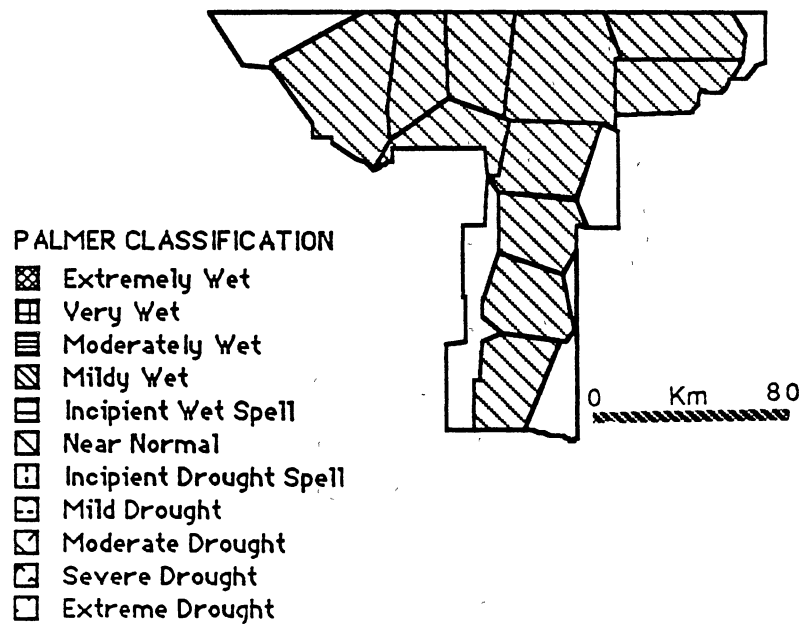 PALMER CLASSIFICATION
Extremely Wet
Very Wet
Moderately Wet
Mildy Wet
Incipient Wet Spell
Near Normal
Incipient Drought Spell
Mild Drought
Moderate Drought
Severe Drought
Extreme Drought
0 Km 80